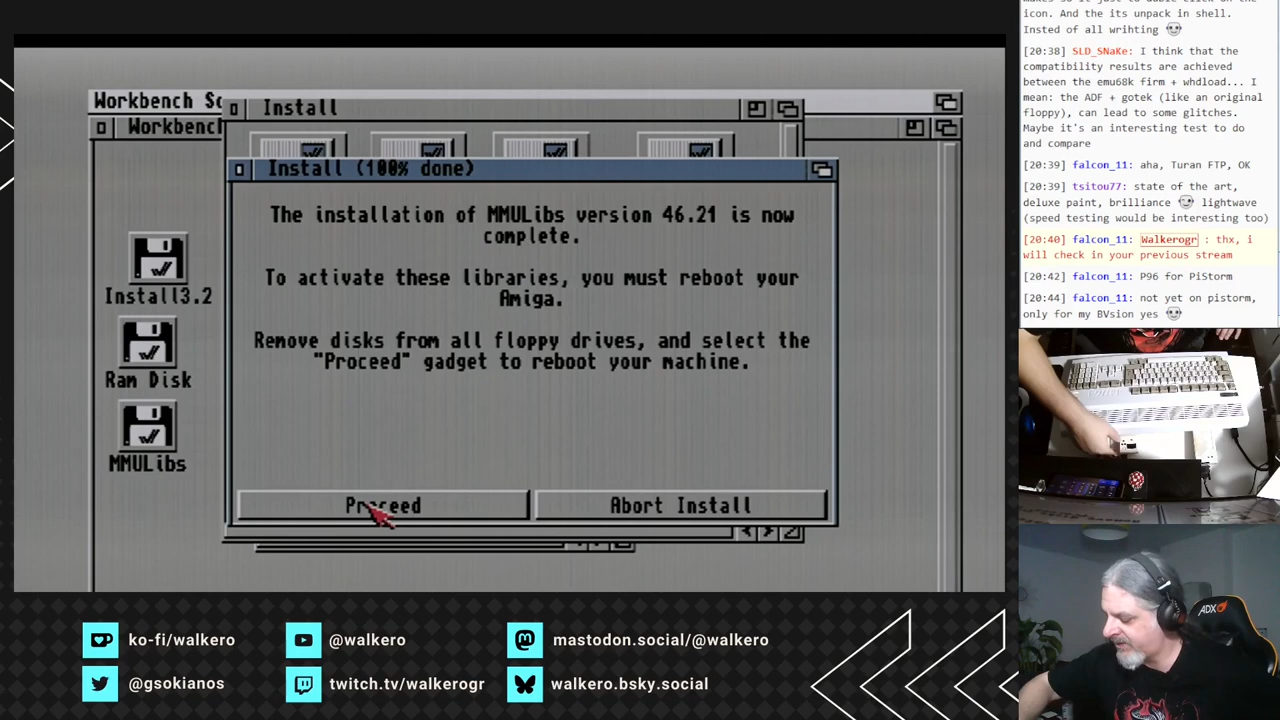 Workbench Sc
Install
Workbench
Install (100% done)
The installation of MMULibs version 46.21 is now
complete.
To activate these libraries, you must reboot your
Amiga.
Remove disks from all floppy drives, and select the
"Proceed" gadget to reboot your machine.
Proceed
Abort Install
Install3.2
Ram Disk
MMULibs
makes so it just to duble click on the
icon. And the its unpack in shell.
Insted of all wrihting
[20:38] SLD_SNaKe: I think that the
compatibility results are achieved
between the emu68k firm + whdload... I
mean: the ADF + gotek (like an original
floppy), can lead to some glitches.
Maybe it's an interesting test to do
and compare
[20:39] falcon_11: aha, Turan FTP, OK
[20:39] tsitou77: state of the art,
deluxe paint, brilliance lightwave
(speed testing would be interesting too)
[20:40] falcon_11: Walkerogr : thx, i
will check in your previous stream
[20:42] falcon_11: P96 for PiStorm
[20:44] falcon_11: not yet on pistorm,
only for my BVsion yes
ADX
ko-fi/walkero
@walkero
mastodon.social/@walkero
@gsokianos
twitch.tv/walkerogr
walkero.bsky.social